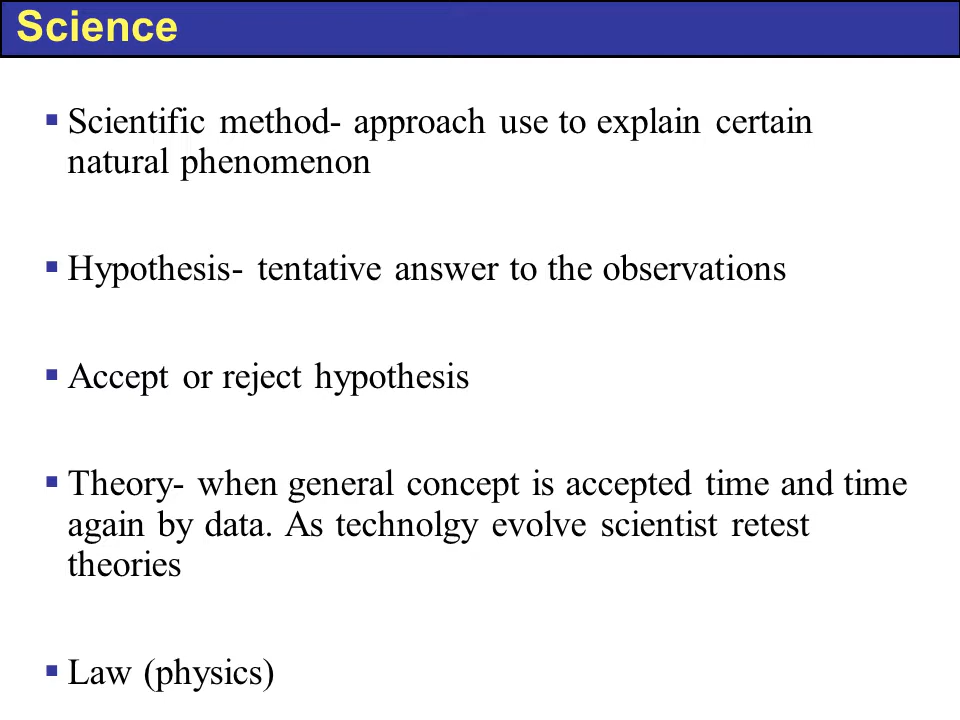 Science
▪ Scientific method- approach use to explain certain
natural phenomenon
▪ Hypothesis- tentative answer to the observations
▪ Accept or reject hypothesis
▪ Theory- when general concept is accepted time and time
again by data. As technolgy evolve scientist retest
theories
▪ Law (physics)